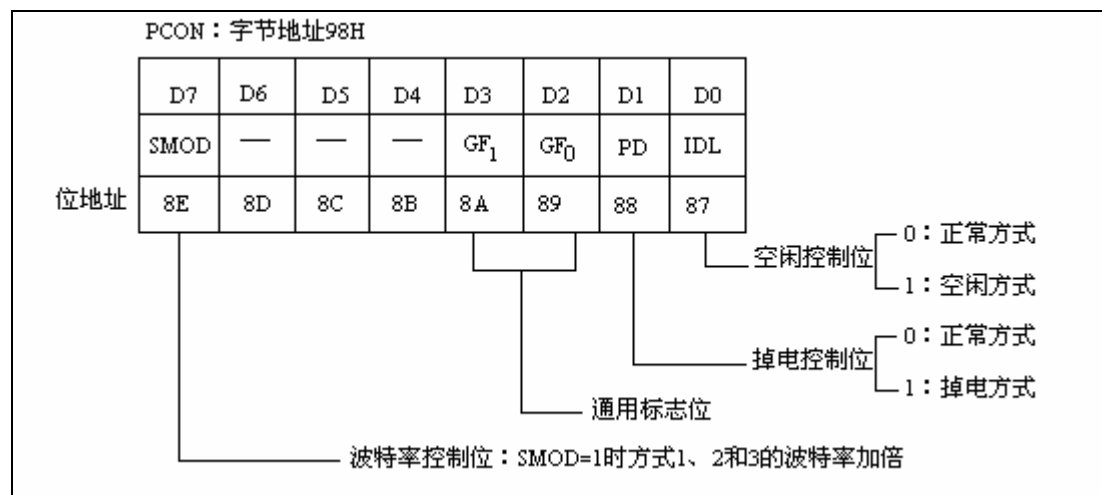 PCON：字节地址98H
D7 D6 D5 D4 D3 D2 D1 D0
SMOD — — — GF1 GF0 PD IDL
位地址 8E 8D 8C 8B 8A 89 88 87
0：正常方式
空闲控制位
1：空闲方式
0：正常方式
掉电控制位
1：掉电方式
通用标志位
波特率控制位：SMOD=1时方式1、2和3的波特率加倍